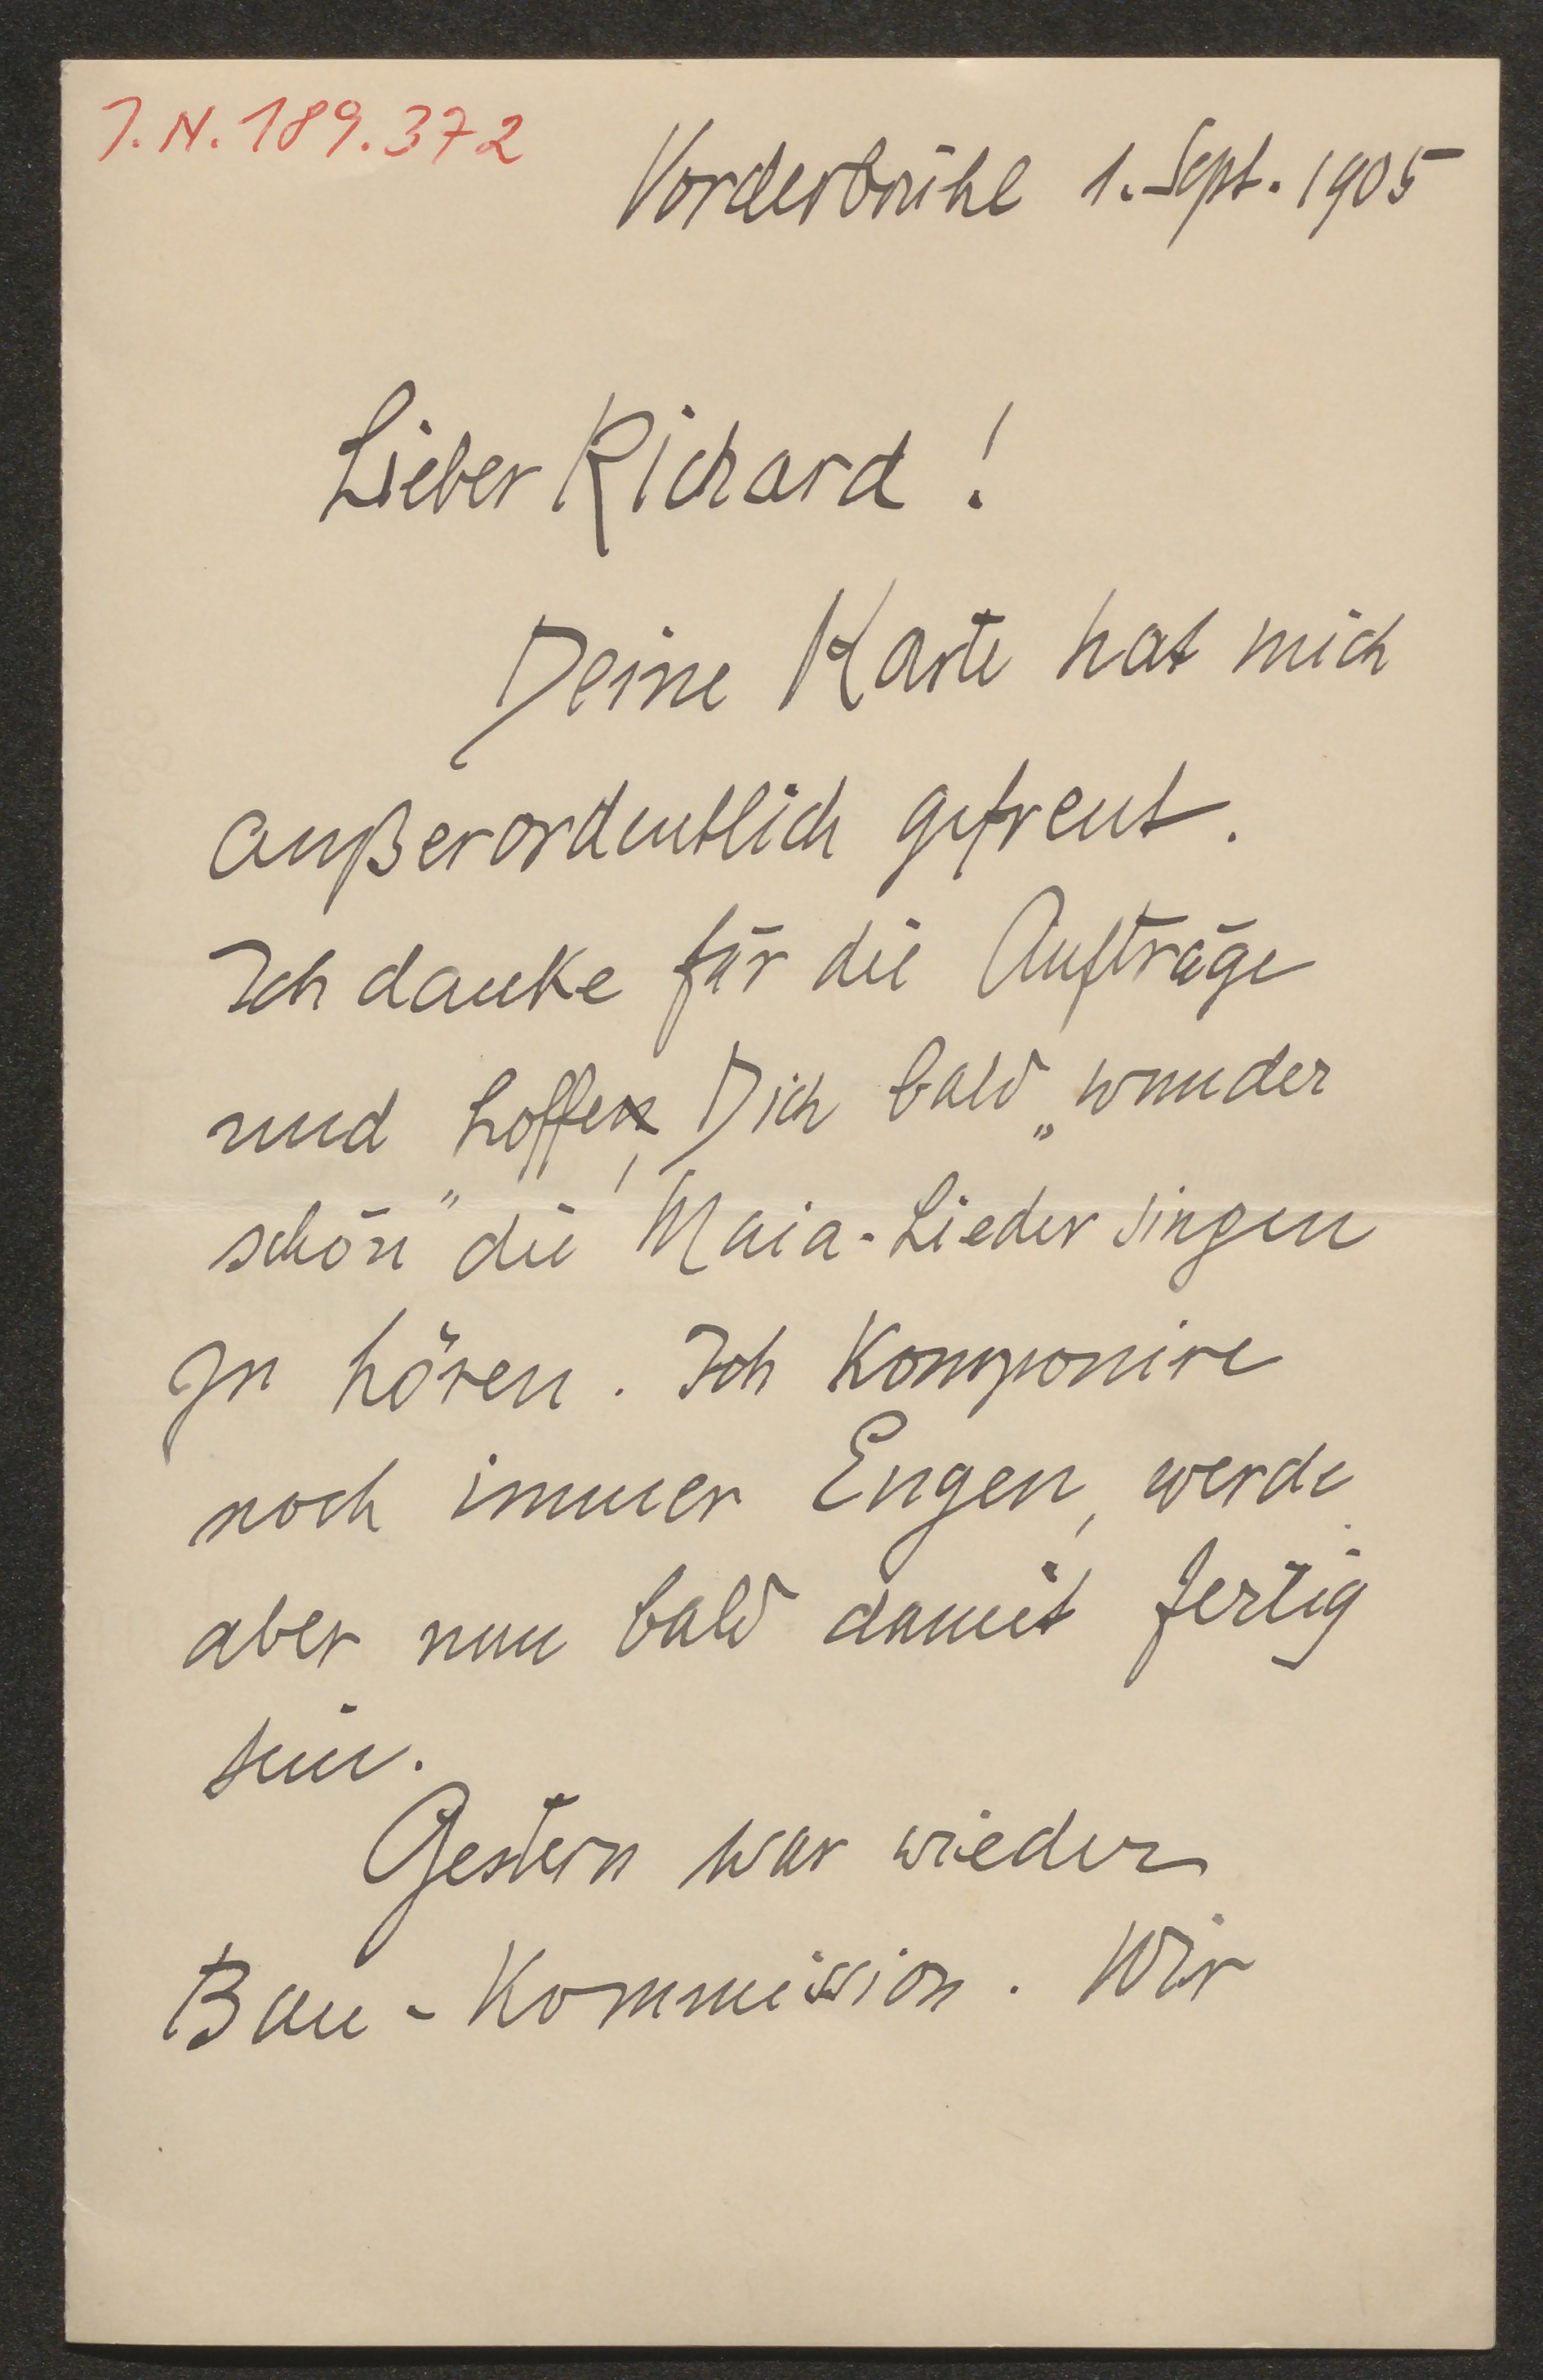 J.N. 189.372
Vorderbrühl 1. Sept. 1905
Lieber Richard!
Deine Karte hat mich
außerordentlich gefreut.
Ich danke für die Aufträge
und hoffe, Dich bald „wunder
schön" die Maia-Lieder singen
zu hören. Ich komponire
noch immer Eugen, werde
aber nun bald damit fertig
sein.
Gestern war wieder
Bau-Kommission. Wir